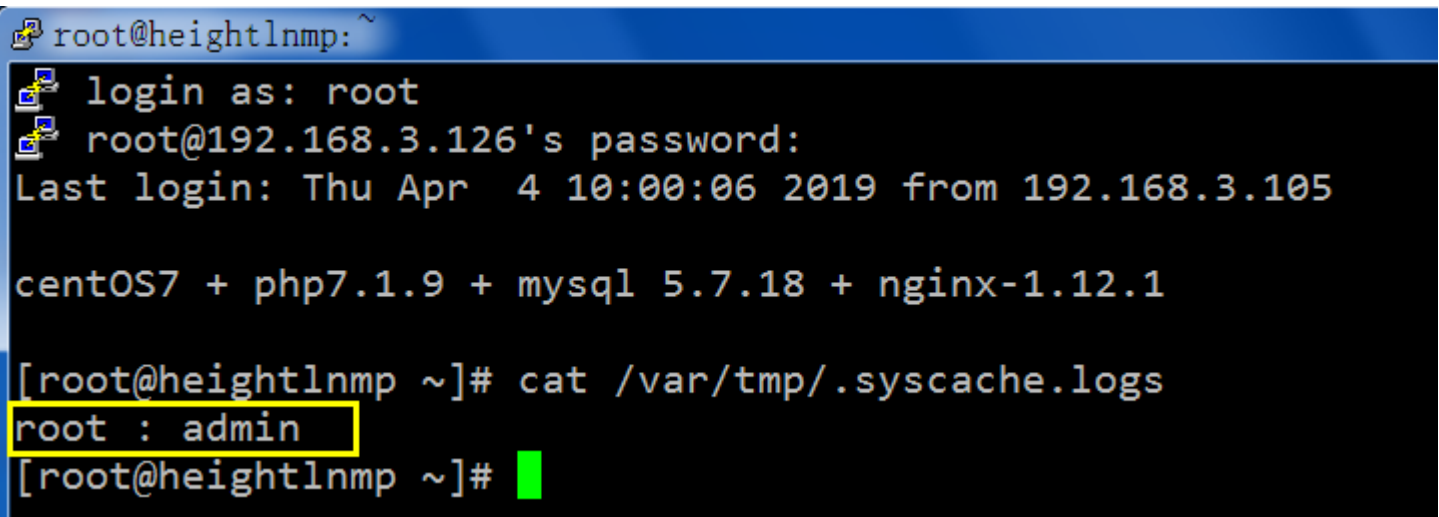 root@heightlnmp:~
login as: root
root@192.168.3.126's password:
Last login: Thu Apr  4 10:00:06 2019 from 192.168.3.105
centOS7 + php7.1.9 + mysql 5.7.18 + nginx-1.12.1
[root@heightlnmp ~]# cat /var/tmp/.syscache.logs
root : admin
[root@heightlnmp ~]#